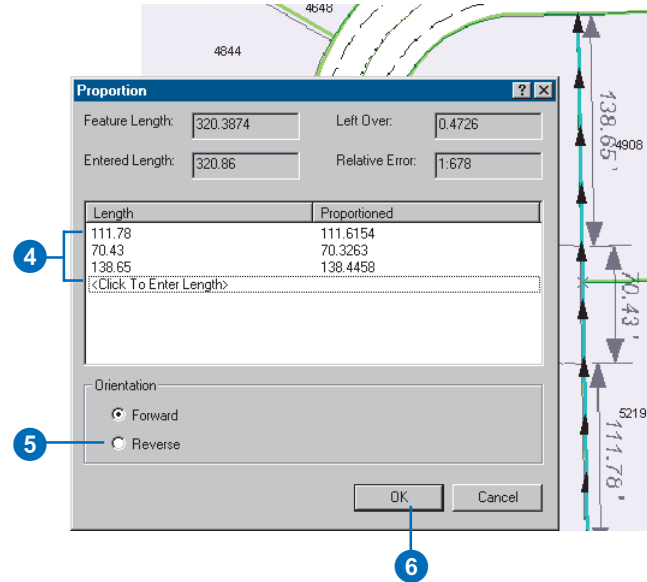 4648
4844
Proportion
Feature Length: 320.3874 Left Over: 0.4726
Entered Length: 320.86 Relative Error: 1:678
Length Proportioned
111.78 111.6154
70.43 70.3263
138.65 138.4458
<Click To Enter Length>
4
Orientation
Forward
5
Reverse
OK Cancel
6
138.65'
4908
70.43'
5219
111.78'